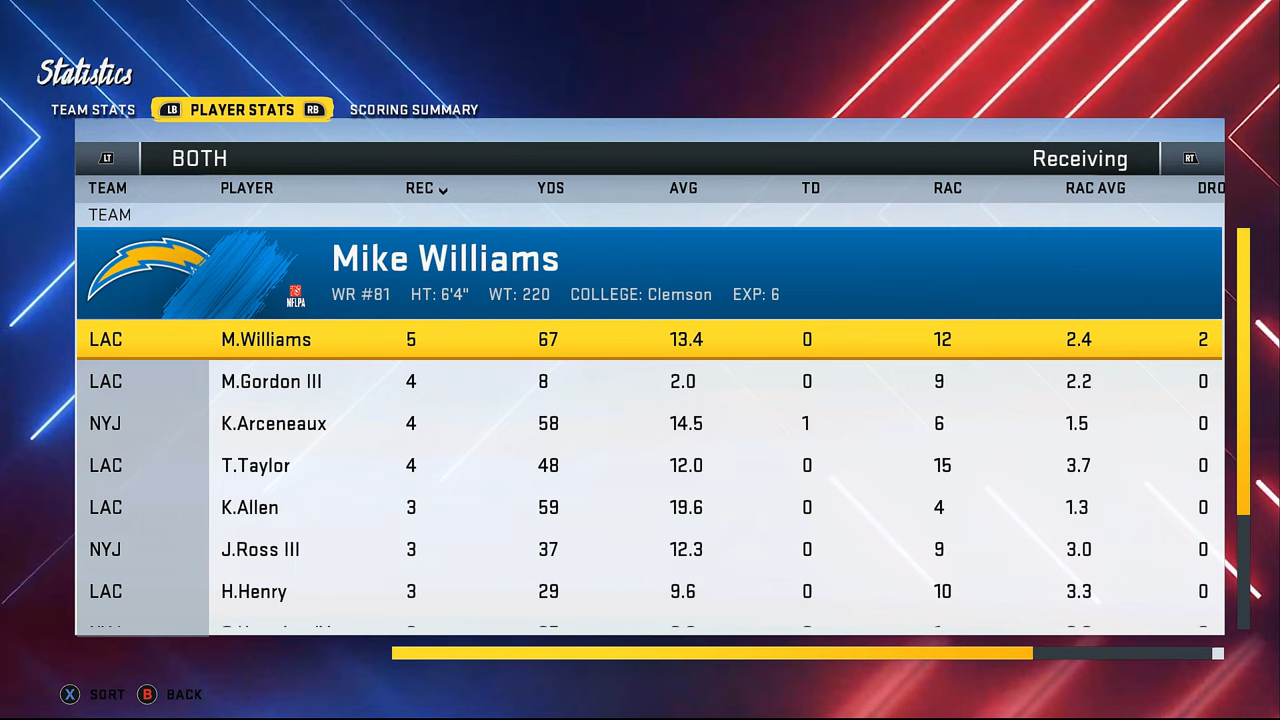 Statistics
TEAM STATS LB PLAYER STATS RB SCORING SUMMARY
LT BOTH Receiving RT
TEAM PLAYER REC YDS AVG TD RAC RAC AVG DRO
TEAM
Mike Williams
NFLPA WR #81 HT: 6'4" WT: 220 COLLEGE: Clemson EXP: 6
LAC M.Williams 5 67 13.4 0 12 2.4 2
LAC M.Gordon III 4 8 2.0 0 9 2.2 0
NYJ K.Arceneaux 4 58 14.5 1 6 1.5 0
LAC T.Taylor 4 48 12.0 0 15 3.7 0
LAC K.Allen 3 59 19.6 0 4 1.3 0
NYJ J.Ross III 3 37 12.3 0 9 3.0 0
LAC H.Henry 3 29 9.6 0 10 3.3 0
X SORT B BACK